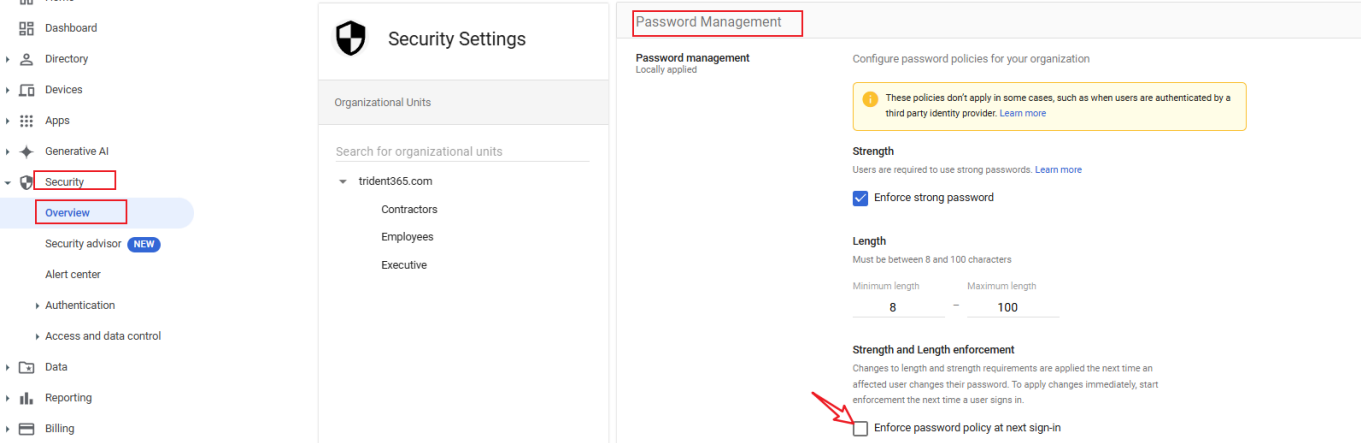 Home
Dashboard
Directory
Devices
Apps
Generative AI
Security
Overview
Security advisor NEW
Alert center
Authentication
Access and data control
Data
Reporting
Billing
Security Settings
Organizational Units
Search for organizational units
trident365.com
Contractors
Employees
Executive
Password Management
Password management
Locally applied
Configure password policies for your organization
These policies don't apply in some cases, such as when users are authenticated by a
third party identity provider. Learn more
Strength
Users are required to use strong passwords. Learn more
Enforce strong password
Length
Must be between 8 and 100 characters
Minimum length Maximum length
8 – 100
Strength and Length enforcement
Changes to length and strength requirements are applied the next time an
affected user changes their password. To apply changes immediately, start
enforcement the next time a user signs in.
Enforce password policy at next sign-in